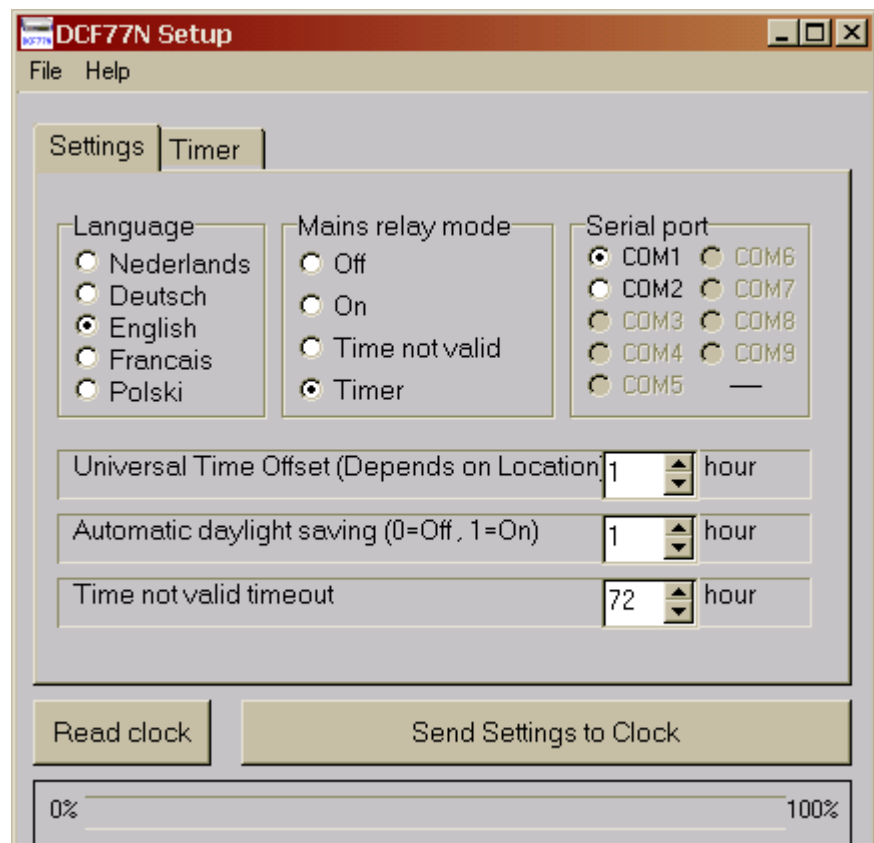 DCF77N Setup
File Help
Settings Timer
Language
Nederlands
Deutsch
English
Francais
Polski
Mains relay mode
Off
On
Time not valid
Timer
Serial port
COM1 COM6
COM2 COM7
COM3 COM8
COM4 COM9
COM5
Universal Time Offset (Depends on Location) 1 hour
Automatic daylight saving (0=Off, 1=On) 1 hour
Time not valid timeout 72 hour
Read clock Send Settings to Clock
0% 100%